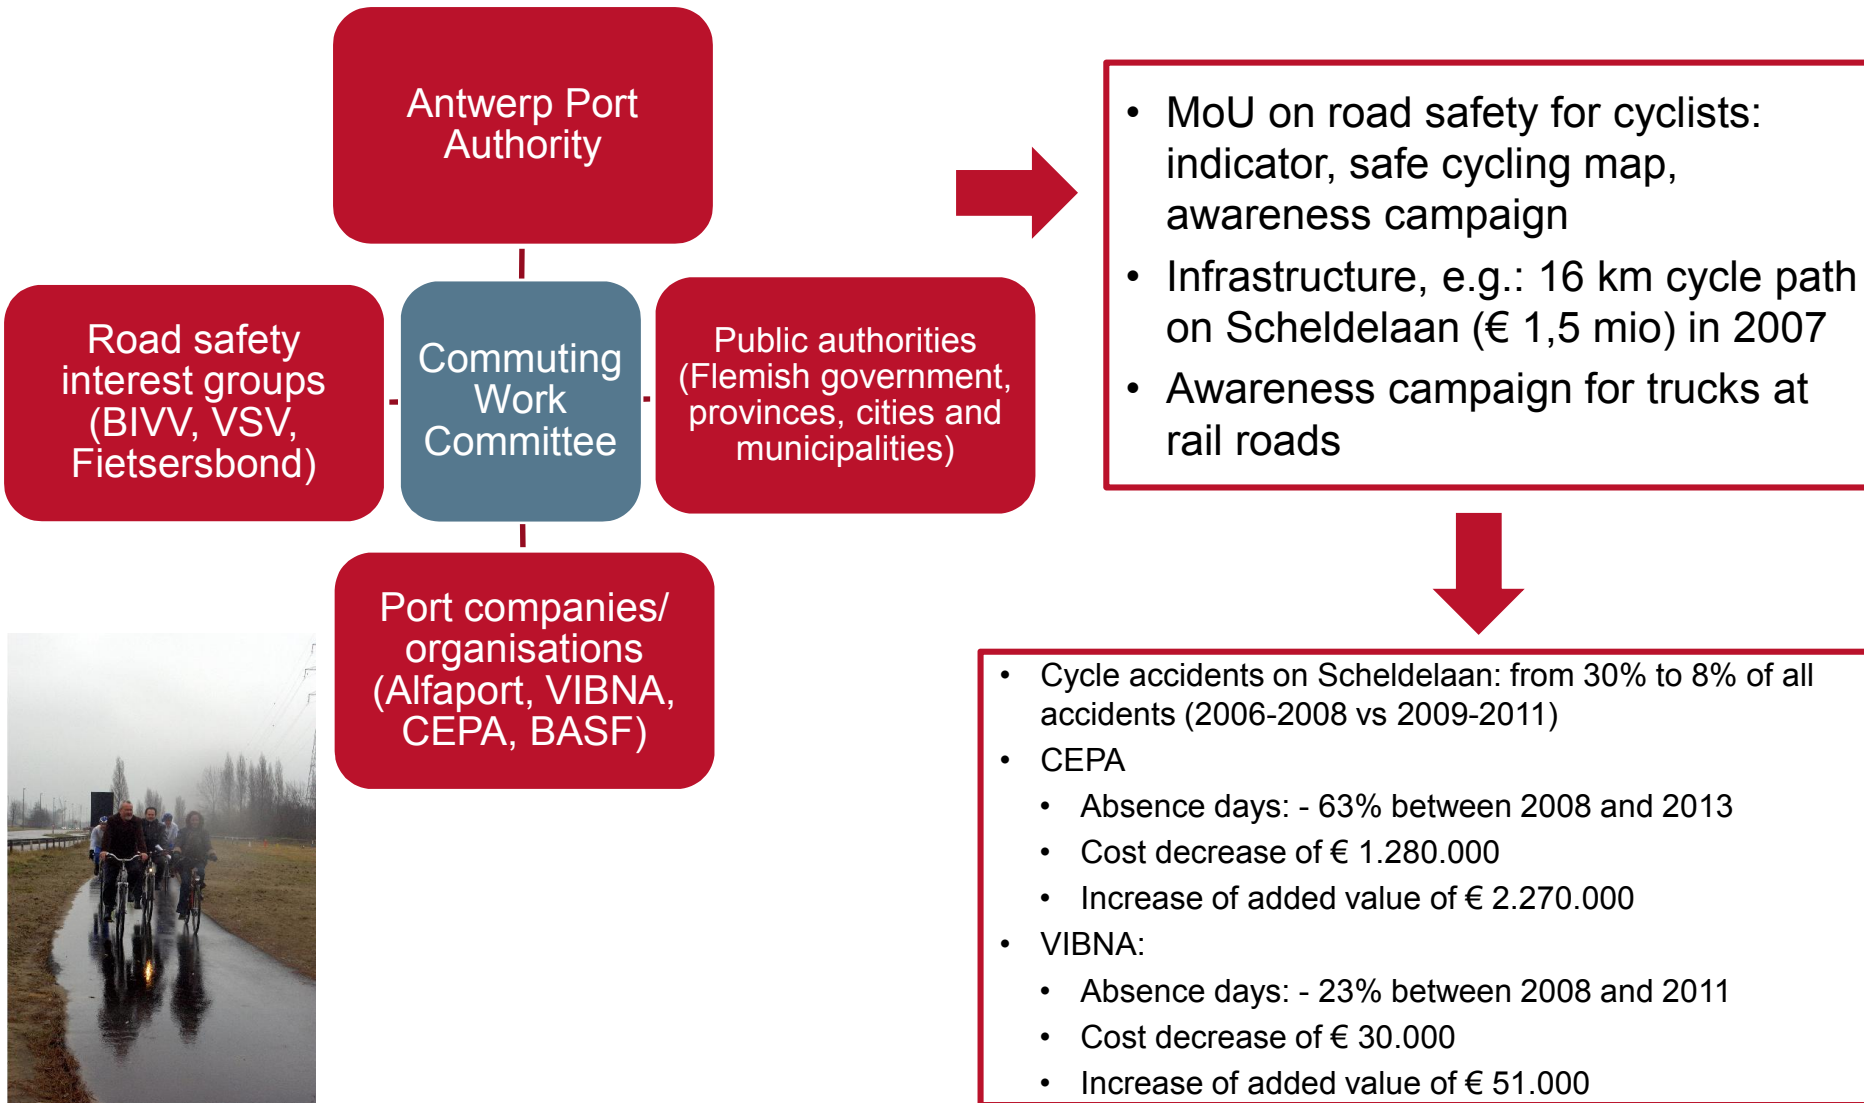 Antwerp Port
Authority
Road safety
interest groups
(BIVV, VSV,
Fietsersbond)
Commuting
Work
Committee
Public authorities
(Flemish government,
provinces, cities and
municipalities)
Port companies/
organisations
(Alfaport, VIBNA,
CEPA, BASF)
• MoU on road safety for cyclists:
indicator, safe cycling map,
awareness campaign
• Infrastructure, e.g.: 16 km cycle path
on Scheldelaan (€ 1,5 mio) in 2007
• Awareness campaign for trucks at
rail roads
• Cycle accidents on Scheldelaan: from 30% to 8% of all
accidents (2006-2008 vs 2009-2011)
• CEPA
• Absence days: - 63% between 2008 and 2013
• Cost decrease of € 1.280.000
• Increase of added value of € 2.270.000
• VIBNA:
• Absence days: - 23% between 2008 and 2011
• Cost decrease of € 30.000
• Increase of added value of € 51.000